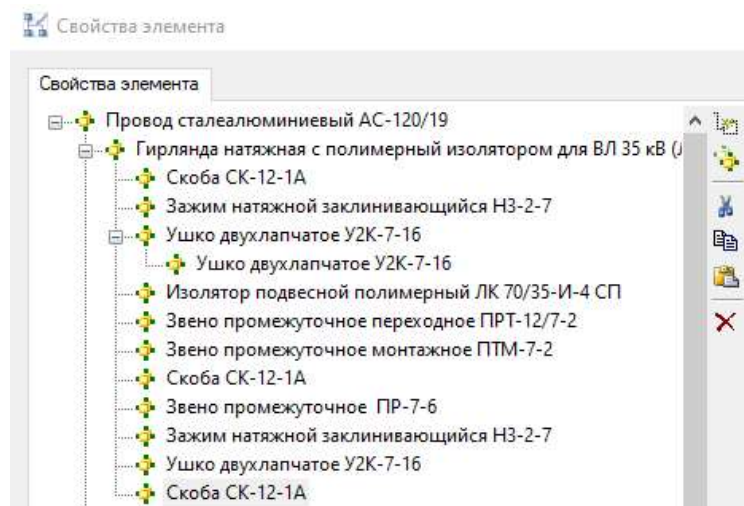 Свойства элемента
Свойства элемента
Провод сталеалюминиевый АС-120/19
Гирлянда натяжная с полимерный изолятором для ВЛ 35 кВ (Л
Скоба СК-12-1А
Зажим натяжной заклинивающийся НЗ-2-7
Ушко двухлапчатое У2К-7-16
Ушко двухлапчатое У2К-7-16
Изолятор подвесной полимерный ЛК 70/35-И-4 СП
Звено промежуточное переходное ПРТ-12/7-2
Звено промежуточное монтажное ПТМ-7-2
Скоба СК-12-1А
Звено промежуточное  ПР-7-6
Зажим натяжной заклинивающийся НЗ-2-7
Ушко двухлапчатое У2К-7-16
Скоба СК-12-1А